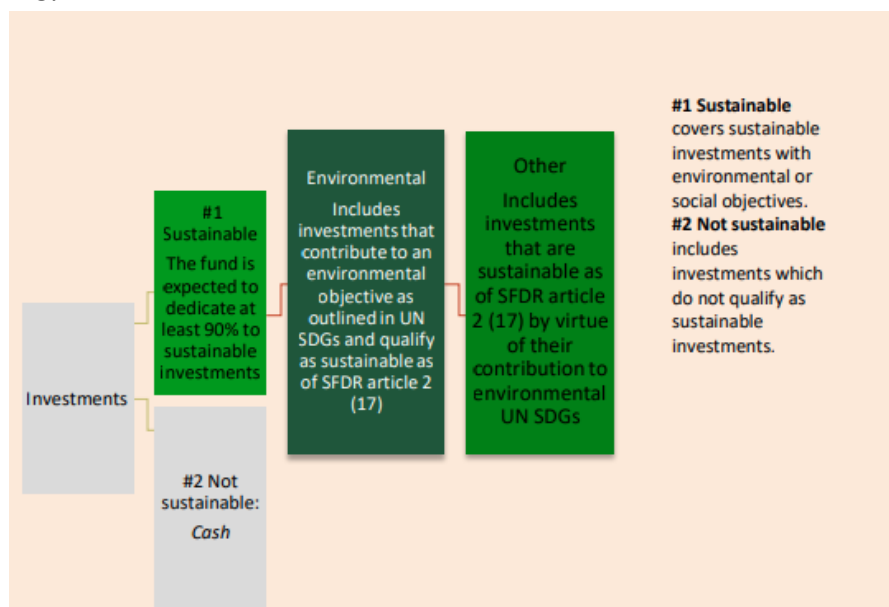 Investments
#1
Sustainable
The fund is
expected to
dedicate at
least 90% to
sustainable
investments
#2 Not
sustainable:
Cash
Environmental
Includes
investments that
contribute to an
environmental
objective as
outlined in UN
SDGs and qualify
as sustainable as
of SFDR article 2
(17)
Other
Includes
investments
that are
sustainable as
of SFDR article
2 (17) by virtue
of their
contribution to
environmental
UN SDGs
#1 Sustainable
covers sustainable
investments with
environmental or
social objectives.
#2 Not sustainable
includes
investments which
do not qualify as
sustainable
investments.